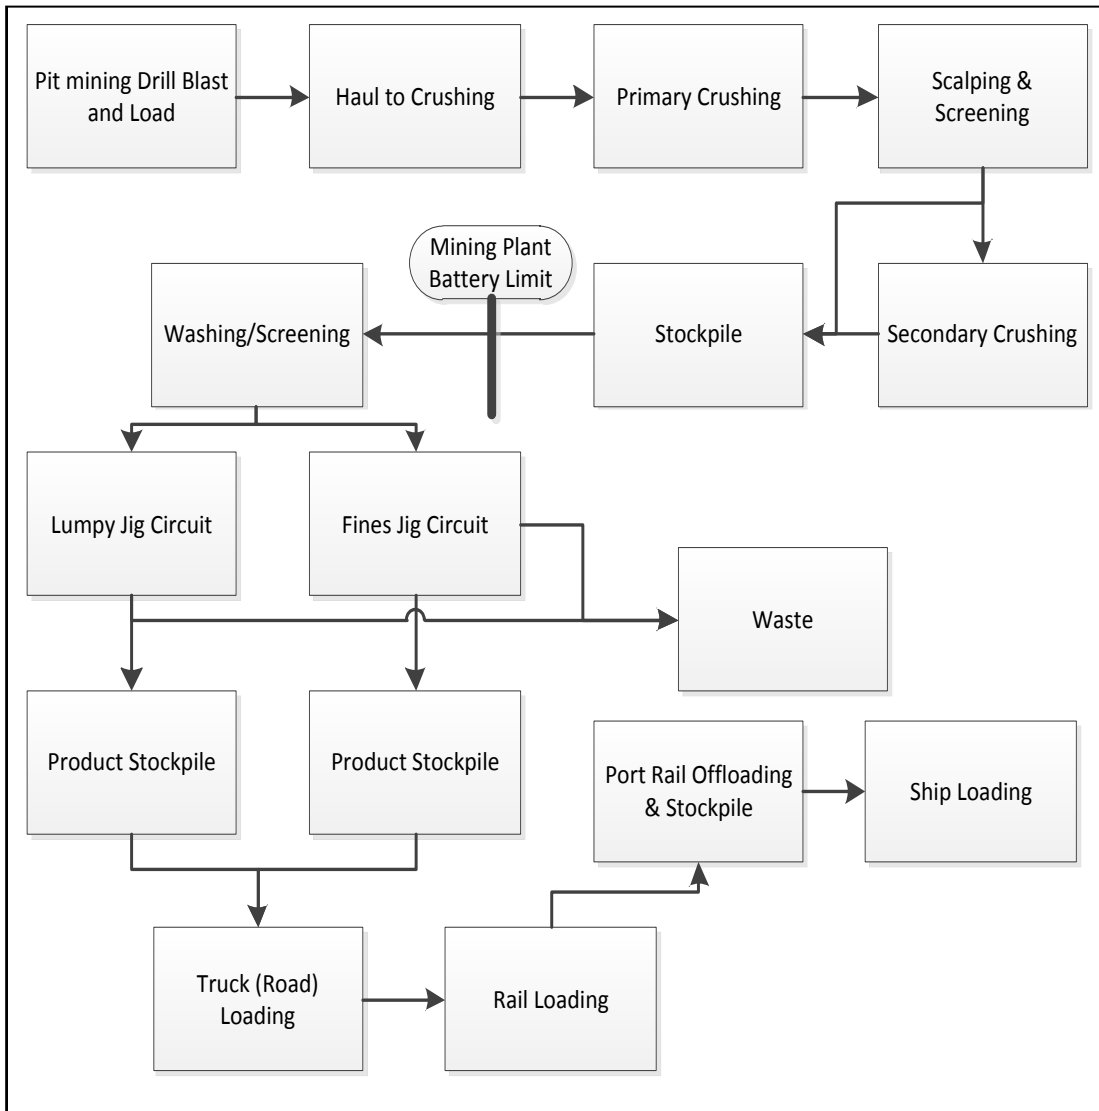 Pit mining Drill Blast
and Load
Haul to Crushing
Primary Crushing
Scalping &
Screening
Mining Plant
Battery Limit
Washing/Screening
Stockpile
Secondary Crushing
Lumpy Jig Circuit
Fines Jig Circuit
Waste
Product Stockpile
Product Stockpile
Port Rail Offloading
& Stockpile
Ship Loading
Truck (Road)
Loading
Rail Loading